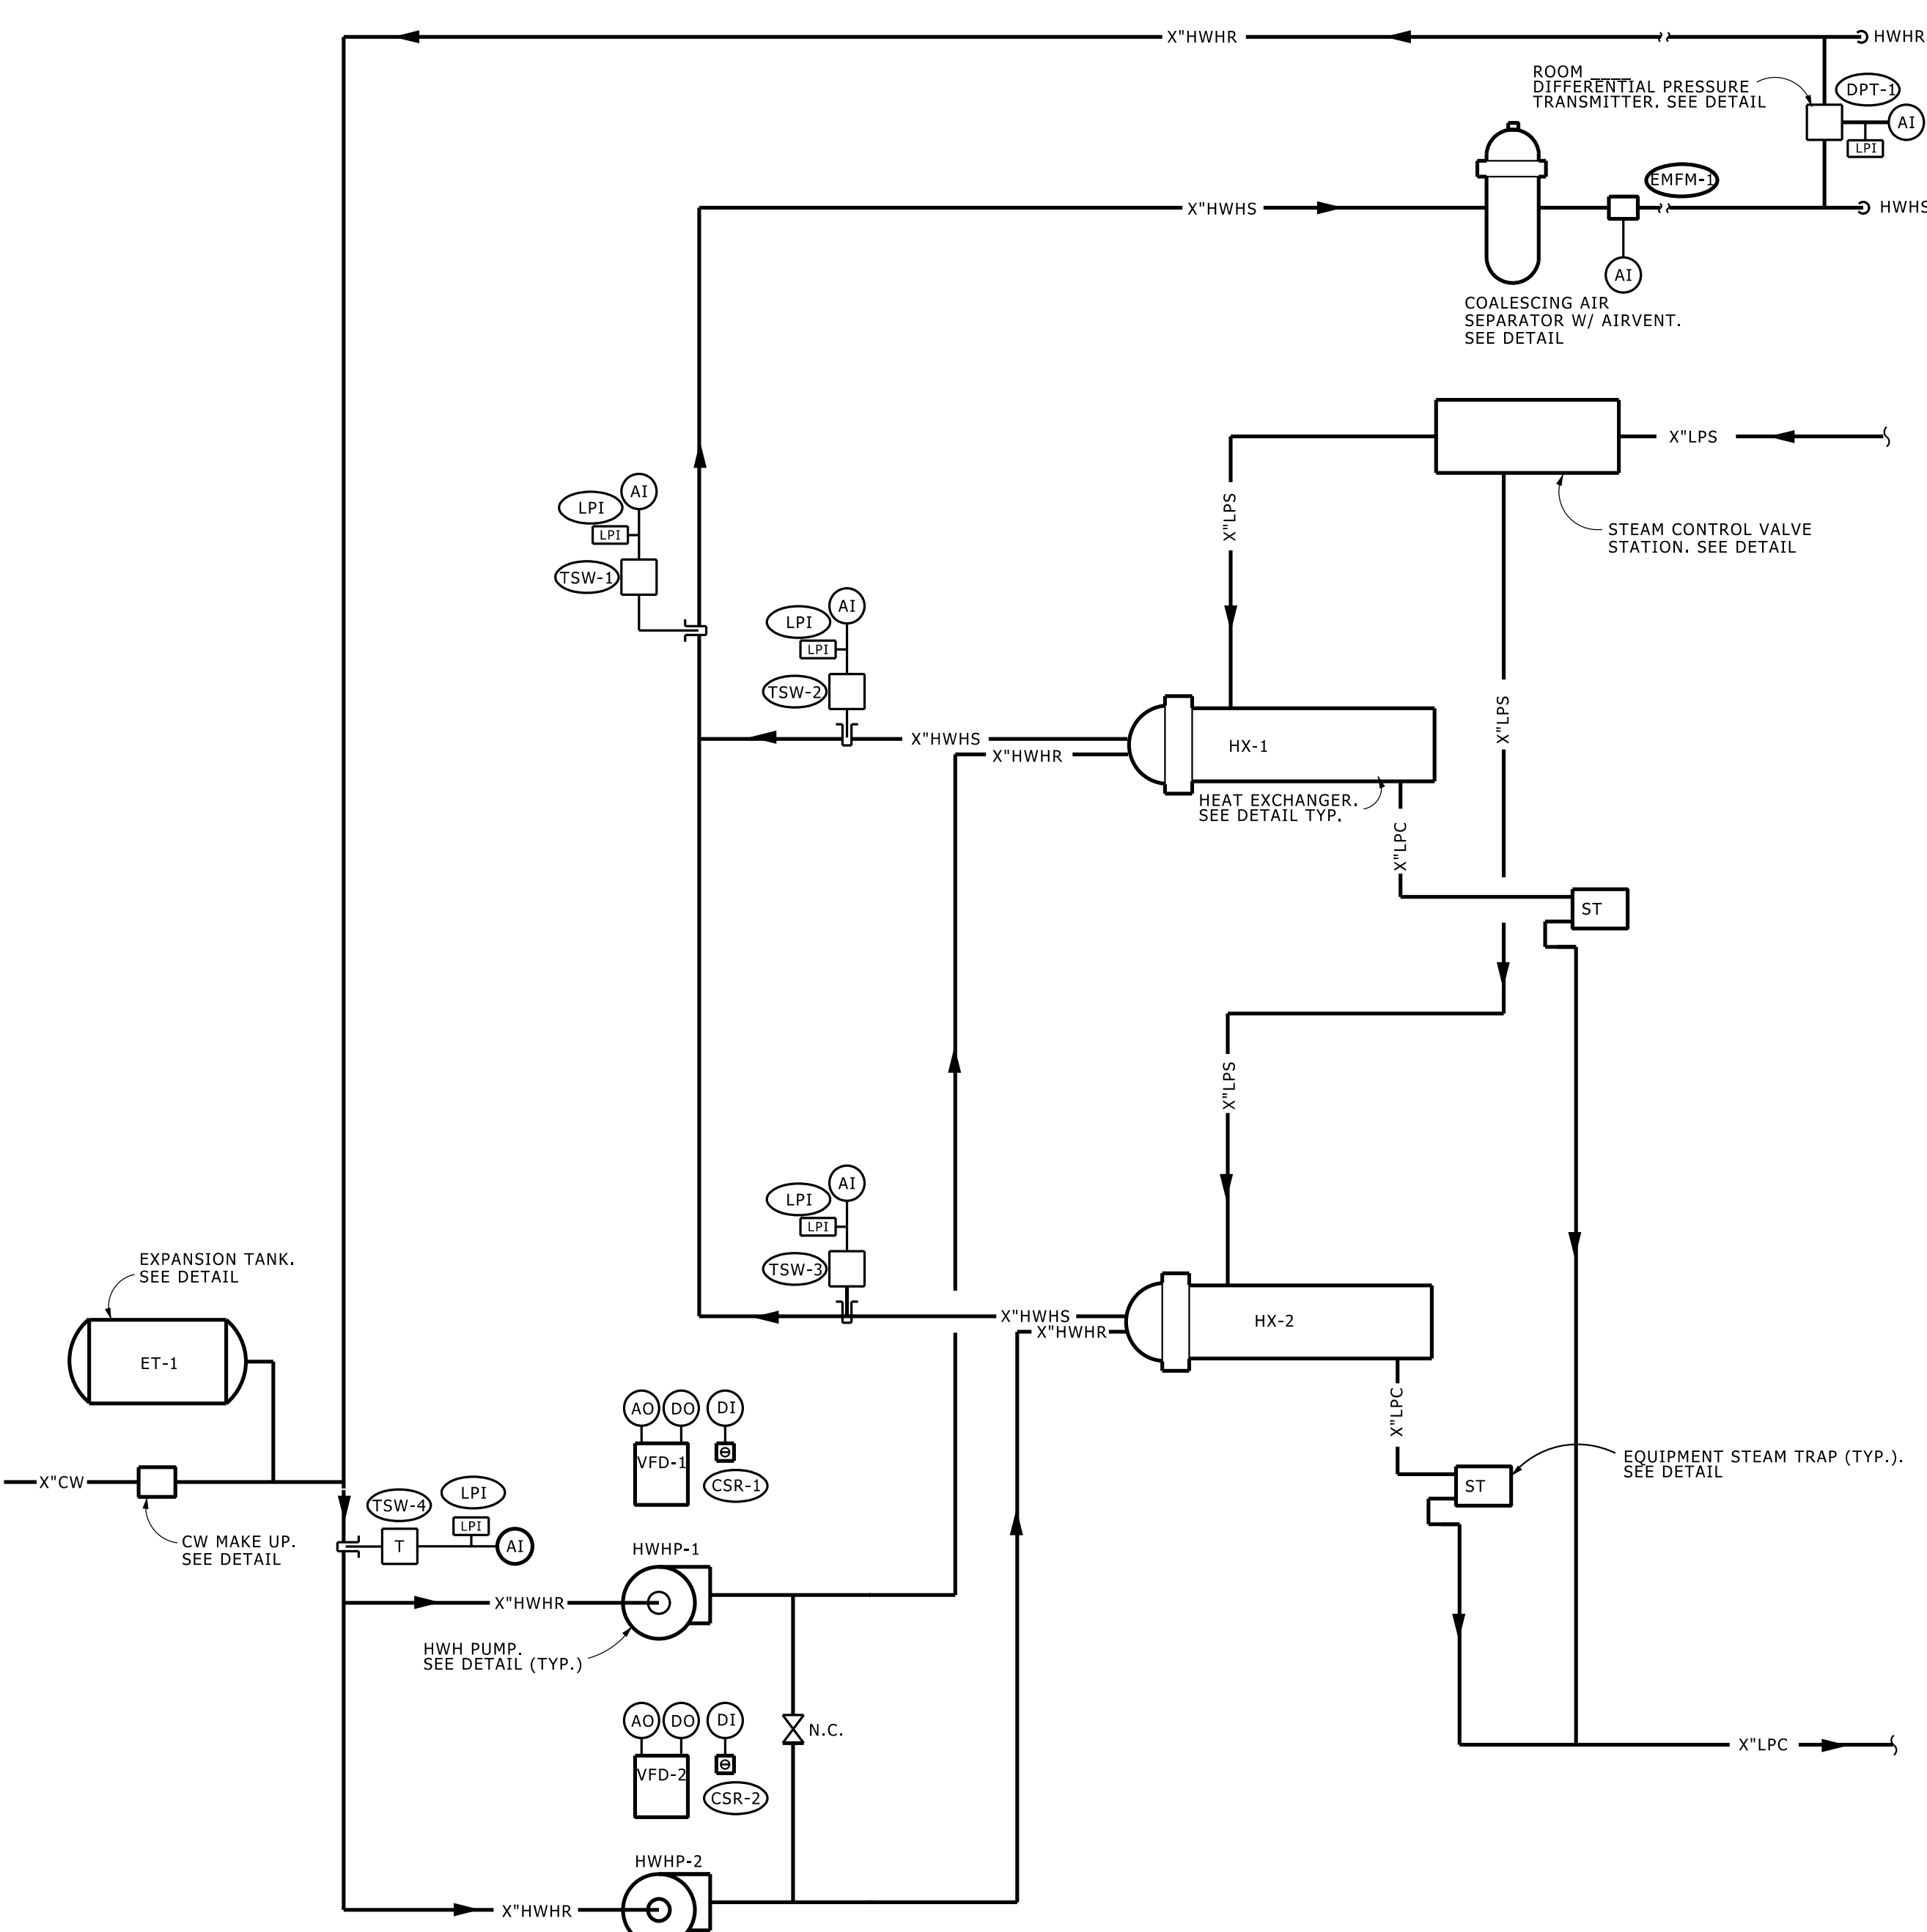 X"HWHR
HWHR
ROOM ____
DIFFERENTIAL PRESSURE
TRANSMITTER. SEE DETAIL
DPT-1
AI
LPI
EMFM-1
X"HWHS
HWHS
AI
COALESCING AIR
SEPARATOR W/ AIRVENT.
SEE DETAIL
X"LPS
X"LPS
STEAM CONTROL VALVE
STATION. SEE DETAIL
AI
LPI
LPI
TSW-1
AI
LPI
LPI
TSW-2
X"LPS
X"HWHS
X"HWHR
HX-1
HEAT EXCHANGER.
SEE DETAIL TYP.
X"LPC
ST
X"LPS
AI
LPI
LPI
TSW-3
X"HWHS
X"HWHR
HX-2
EXPANSION TANK.
SEE DETAIL
ET-1
X"LPC
AO
DO
DI
VFD-1
CSR-1
EQUIPMENT STEAM TRAP (TYP.).
SEE DETAIL
ST
X"CW
CW MAKE UP.
SEE DETAIL
TSW-4
LPI
LPI
T
AI
HWHP-1
X"HWHR
HWH PUMP.
SEE DETAIL (TYP.)
AO
DO
DI
N.C.
VFD-2
CSR-2
X"LPC
HWHP-2
X"HWHR